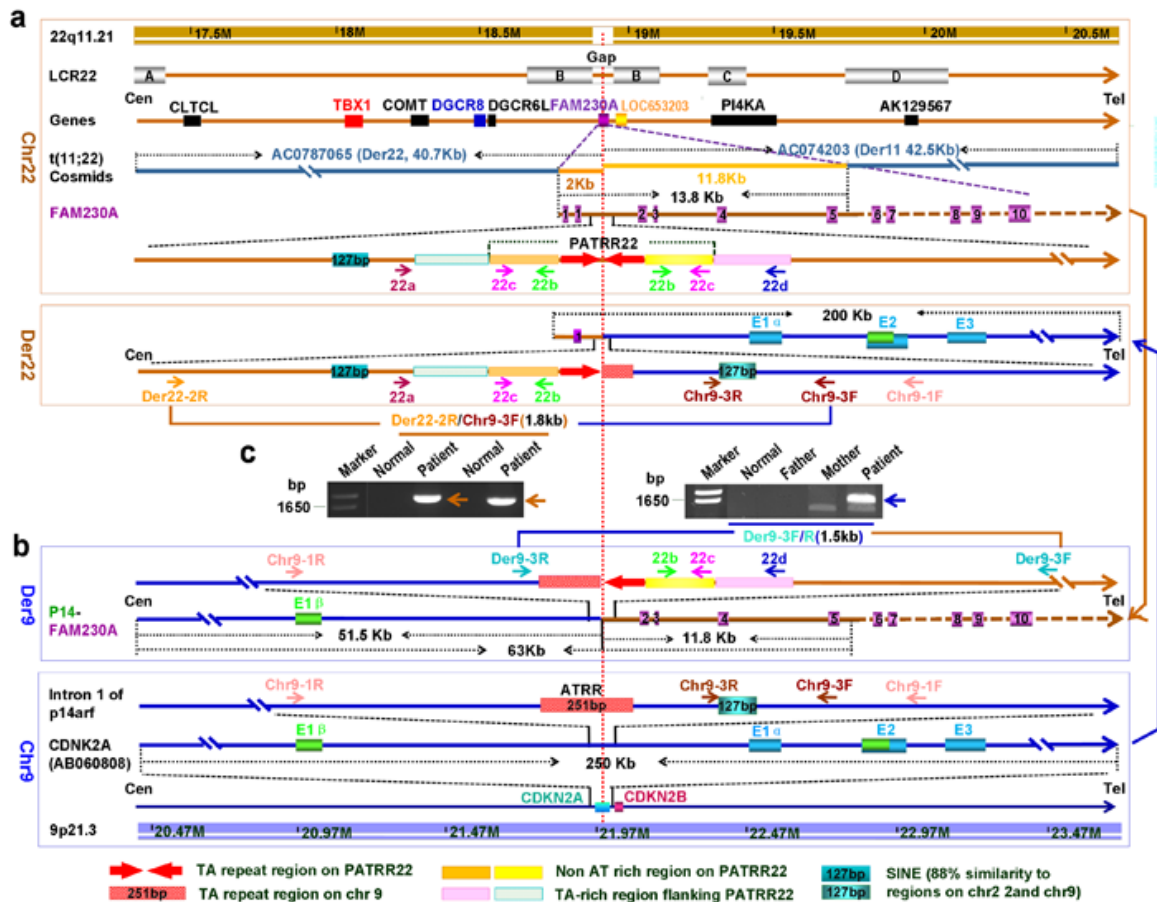 a
22q11.21
17.5M 18M 18.5M 19M 19.5M 20M 20.5M
LCR22
Gap
A B B C D
Cen Tel
Genes
CLTCL TBX1 COMT DGCR8 DGCR6L FAM230A LOC653203 PI4KA AK129567
Chr22
t(11;22)
Cosmids
AC0787065 (Der22, 40.7Kb) AC074203 (Der11 42.5Kb)
2Kb 11.8Kb
13.8 Kb
FAM230A
1 1 2 3 4 5 6 7 8 9 10
PATRR22
127bp
22a 22c 22b 22b 22c 22d
Der22
200 Kb
E1α E2 E3
Cen Tel
127bp 127bp
Der22-2R 22a 22c 22b Chr9-3R Chr9-3F Chr9-1F
Der22-2R/Chr9-3F(1.8kb)
c
Marker Normal Patient Normal Patient
bp
1650
Marker Normal Father Mother Patient
bp
1650
Der9-3F/R(1.5kb)
b
Der9
Chr9-1R Der9-3R 22b 22c 22d Der9-3F
Cen Tel
P14-
FAM230A
E1β
2 3 4 5 6 7 8 9 10
51.5 Kb 11.8 Kb
63Kb
Chr9
Intron 1 of
p14arf
Chr9-1R ATRR Chr9-3R Chr9-3F Chr9-1F
251bp 127bp
CDNK2A
(AB060808)
E1β E1α E2 E3
250 Kb
Cen Tel
CDKN2A CDKN2B
9p21.3
20.47M 20.97M 21.47M 21.97M 22.47M 22.97M 23.47M
TA repeat region on PATRR22
251bp TA repeat region on chr 9
Non AT rich region on PATRR22
TA-rich region flanking PATRR22
127bp SINE (88% similarity to
127bp regions on chr2 2and chr9)